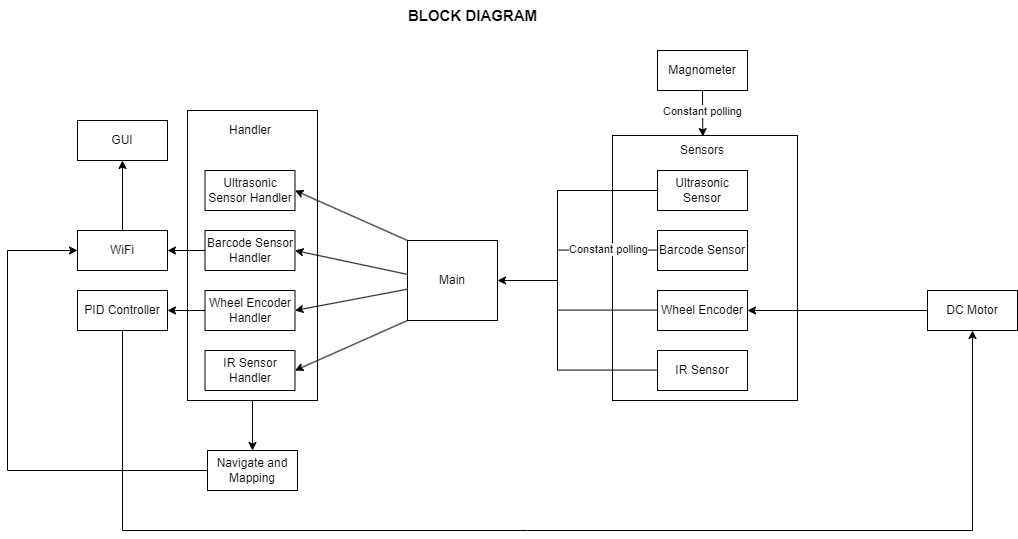 BLOCK DIAGRAM
Magnometer
Constant polling
Handler
GUI
Sensors
Ultrasonic
Sensor Handler
Ultrasonic
Sensor
WiFi
Barcode Sensor
Handler
Constant polling
Barcode Sensor
Main
PID Controller
Wheel Encoder
Handler
Wheel Encoder
DC Motor
IR Sensor
Handler
IR Sensor
Navigate and
Mapping